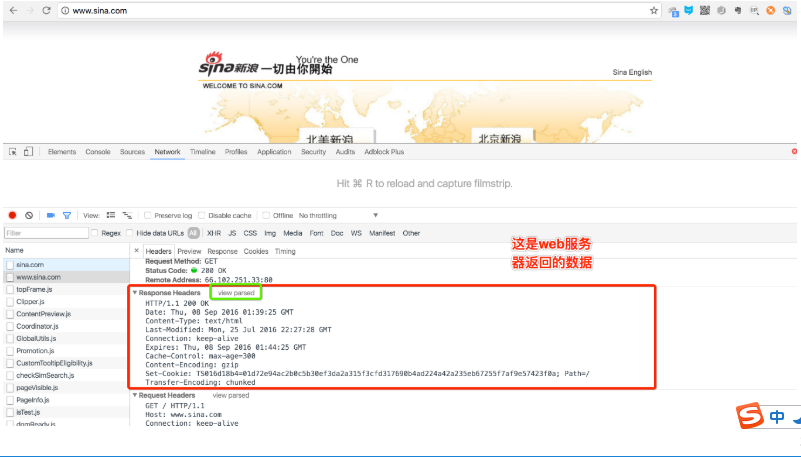 www.sina.com
You're the One
sina新浪 一切由你開始
Sina English
WELCOME TO SINA.COM
北美新浪
北京新浪
Elements Console Sources Network Timeline Profiles Application Security Audits Adblock Plus
Hit ⌘ R to reload and capture filmstrip.
View: Preserve log Disable cache Offline No throttling
Filter Regex Hide data URLs All XHR JS CSS Img Media Font Doc WS Manifest Other
Name
Headers Preview Response Cookies Timing
这是web服务
器返回的数据
sina.com
www.sina.com
topFrame.js
Clipper.js
ContentPreview.js
Coordinator.js
GlobalUtils.js
Promotion.js
CustomTooltipEligibility.js
checkSimSearch.js
pageVisible.js
PageInfo.js
isTest.js
domReady.js
Request Method: GET
Status Code: 200 OK
Remote Address: 66.102.251.33:80
Response Headers view parsed
HTTP/1.1 200 OK
Date: Thu, 08 Sep 2016 01:39:25 GMT
Content-Type: text/html
Last-Modified: Mon, 25 Jul 2016 22:27:28 GMT
Connection: keep-alive
Expires: Thu, 08 Sep 2016 01:44:25 GMT
Cache-Control: max-age=300
Content-Encoding: gzip
Set-Cookie: TS016d18b4=01d72e94ac2b0c5b30ef3da2a315f3cfd317690b4ad224a42a235eb67255f7af9e57423f0a; Path=/
Transfer-Encoding: chunked
Request Headers view parsed
GET / HTTP/1.1
Host: www.sina.com
Connection: keep-alive
中